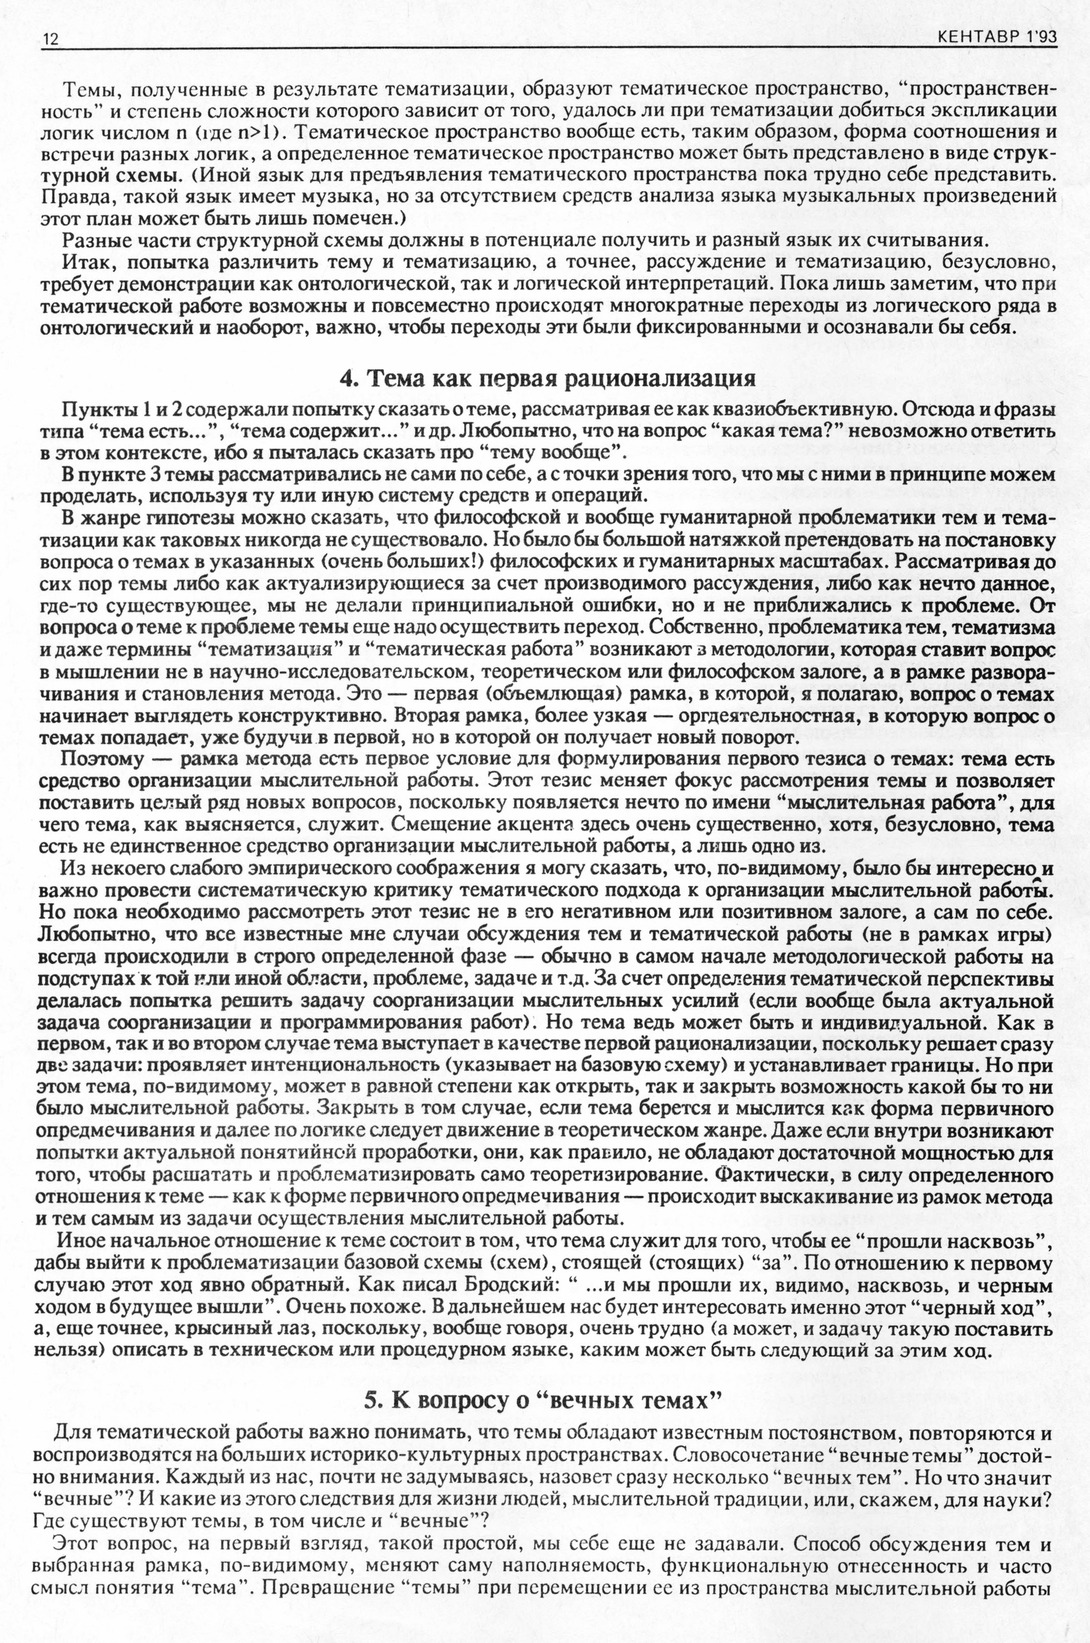 12
КЕНТАВР 1'93
Темы, полученные в результате тематизации, образуют тематическое пространство, “пространствен-
ность” и степень сложности которого зависит от того, удалось ли при тематизации добиться экспликации
логик числом n (где n>1). Тематическое пространство вообще есть, таким образом, форма соотношения и
встречи разных логик, а определенное тематическое пространство может быть представлено в виде струк-
турной схемы. (Иной язык для предъявления тематического пространства пока трудно себе представить.
Правда, такой язык имеет музыка, но за отсутствием средств анализа языка музыкальных произведений
этот план может быть лишь помечен.)
Разные части структурной схемы должны в потенциале получить и разный язык их считывания.
Итак, попытка различить тему и тематизацию, а точнее, рассуждение и тематизацию, безусловно,
требует демонстрации как онтологической, так и логической интерпретаций. Пока лишь заметим, что при
тематической работе возможны и повсеместно происходят многократные переходы из логического ряда в
онтологический и наоборот, важно, чтобы переходы эти были фиксированными и осознавали бы себя.
4. Тема как первая рационализация
Пункты 1 и 2 содержали попытку сказать о теме, рассматривая ее как квазиобъективную. Отсюда и фразы
типа “тема есть...”, “тема содержит...” и др. Любопытно, что на вопрос “какая тема?” невозможно ответить
в этом контексте, ибо я пыталась сказать про “тему вообще”.
В пункте 3 темы рассматривались не сами по себе, а с точки зрения того, что мы с ними в принципе можем
проделать, используя ту или иную систему средств и операций.
В жанре гипотезы можно сказать, что философской и вообще гуманитарной проблематики тем и тема-
тизации как таковых никогда не существовало. Но было бы большой натяжкой претендовать на постановку
вопроса о темах в указанных (очень больших!) философских и гуманитарных масштабах. Рассматривая до
сих пор темы либо как актуализирующиеся за счет производимого рассуждения, либо как нечто данное,
где-то существующее, мы не делали принципиальной ошибки, но и не приближались к проблеме. От
вопроса о теме к проблеме темы еще надо осуществить переход. Собственно, проблематика тем, тематизма
и даже термины “тематизация” и “тематическая работа” возникают в методологии, которая ставит вопрос
в мышлении не в научно-исследовательском, теоретическом или философском залоге, а в рамке развора-
чивания и становления метода. Это — первая (объемлющая) рамка, в которой, я полагаю, вопрос о темах
начинает выглядеть конструктивно. Вторая рамка, более узкая — оргдеятельностная, в которую вопрос о
темах попадает, уже будучи в первой, но в которой он получает новый поворот.
Поэтому — рамка метода есть первое условие для формулирования первого тезиса о темах: тема есть
средство организации мыслительной работы. Этот тезис меняет фокус рассмотрения темы и позволяет
поставить целый ряд новых вопросов, поскольку появляется нечто по имени “мыслительная работа”, для
чего тема, как выясняется, служит. Смещение акцента здесь очень существенно, хотя, безусловно, тема
есть не единственное средство организации мыслительной работы, а лишь одно из.
Из некоего слабого эмпирического соображения я могу сказать, что, по-видимому, было бы интересно и
важно провести систематическую критику тематического подхода к организации мыслительной работы.
Но пока необходимо рассмотреть этот тезис не в его негативном или позитивном залоге, а сам по себе.
Любопытно, что все известные мне случаи обсуждения тем и тематической работы (не в рамках игры)
всегда происходили в строго определенной фазе — обычно в самом начале методологической работы на
подступах к той или иной области, проблеме, задаче и т.д. За счет определения тематической перспективы
делалась попытка решить задачу соорганизации мыслительных усилий (если вообще была актуальной
задача соорганизации и программирования работ). Но тема ведь может быть и индивидуальной. Как в
первом, так и во втором случае тема выступает в качестве первой рационализации, поскольку решает сразу
две задачи: проявляет интенциональность (указывает на базовую схему) и устанавливает границы. Но при
этом тема, по-видимому, может в равной степени как открыть, так и закрыть возможность какой бы то ни
было мыслительной работы. Закрыть в том случае, если тема берется и мыслится как форма первичного
опредмечивания и далее по логике следует движение в теоретическом жанре. Даже если внутри возникают
попытки актуальной понятийной проработки, они, как правило, не обладают достаточной мощностью для
того, чтобы расшатать и проблематизировать само теоретизирование. Фактически, в силу определенного
отношения к теме — как к форме первичного опредмечивания — происходит выскакивание из рамок метода
и тем самым из задачи осуществления мыслительной работы.
Иное начальное отношение к теме состоит в том, что тема служит для того, чтобы ее “прошли насквозь”,
дабы выйти к проблематизации базовой схемы (схем), стоящей (стоящих) “за”. По отношению к первому
случаю этот ход явно обратный. Как писал Бродский: “ ...и мы прошли их, видимо, насквозь, и черным
ходом в будущее вышли”. Очень похоже. В дальнейшем нас будет интересовать именно этот “черный ход”,
а, еще точнее, крысиный лаз, поскольку, вообще говоря, очень трудно (а может, и задачу такую поставить
нельзя) описать в техническом или процедурном языке, каким может быть следующий за этим ход.
5. К вопросу о “вечных темах”
Для тематической работы важно понимать, что темы обладают известным постоянством, повторяются и
воспроизводятся на больших историко-культурных пространствах. Словосочетание “вечные темы” достой-
но внимания. Каждый из нас, почти не задумываясь, назовет сразу несколько “вечных тем”. Но что значит
“вечные”? И какие из этого следствия для жизни людей, мыслительной традиции, или, скажем, для науки?
Где существуют темы, в том числе и “вечные”?
Этот вопрос, на первый взгляд, такой простой, мы себе еще не задавали. Способ обсуждения тем и
выбранная рамка, по-видимому, меняют саму наполняемость, функциональную отнесенность и часто
смысл понятия “тема”. Превращение “темы” при перемещении ее из пространства мыслительной работы